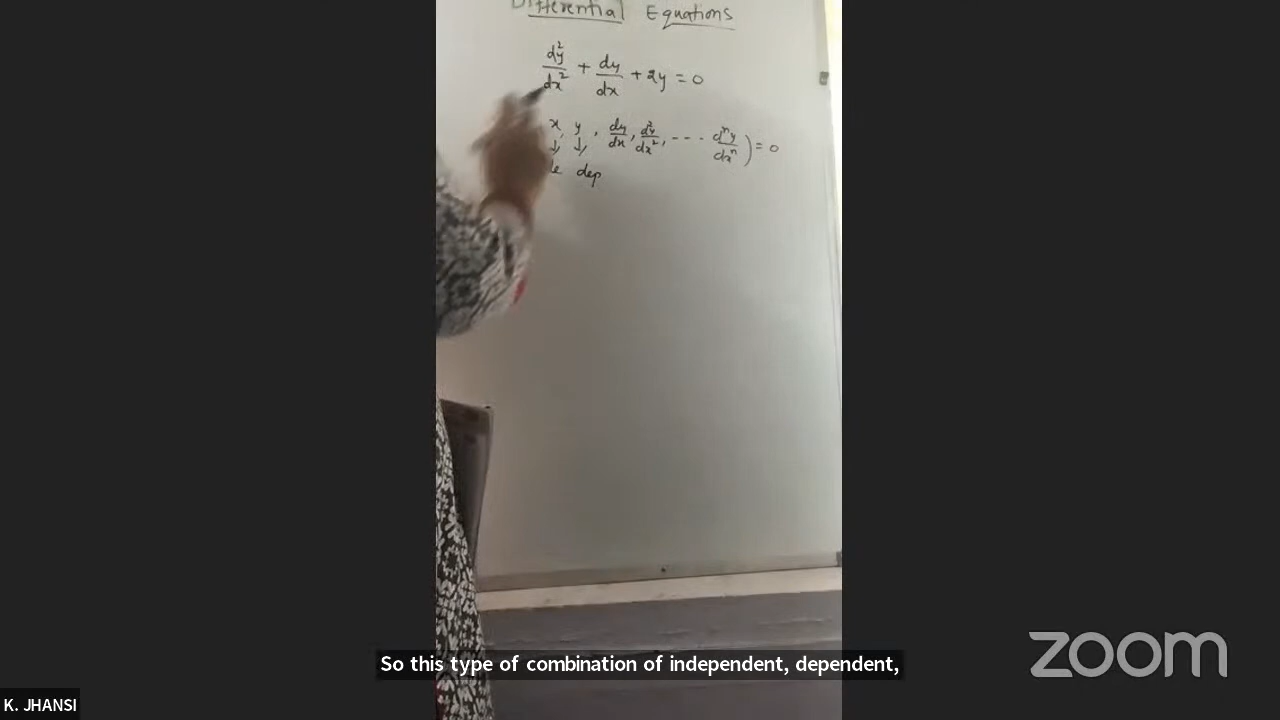 Differential Equations
d²y/dx² + dy/dx + 2y = 0
x, y, dy/dx, d²y/dx², --- dⁿy/dxⁿ) = 0
↓ ↓
dep
So this type of combination of independent, dependent,
zoom
K. JHANSI